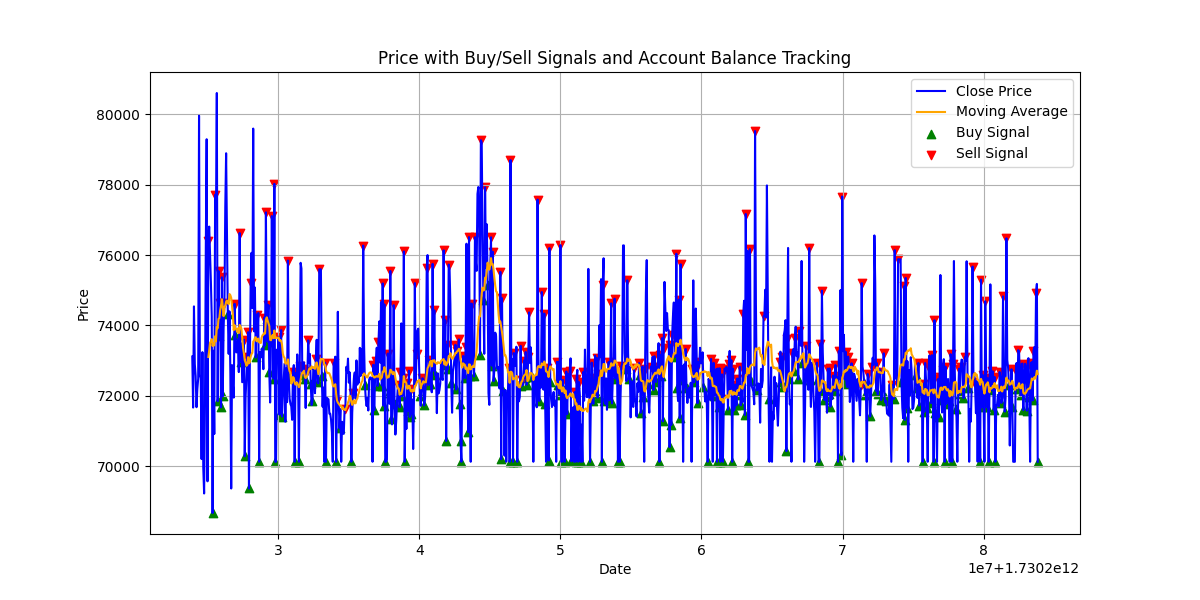 Price with Buy/Sell Signals and Account Balance Tracking
Close Price
Moving Average
Buy Signal
Sell Signal
80000
78000
76000
74000
72000
70000
Price
3 4 5 6 7 8
Date
1e7+1.7302e12